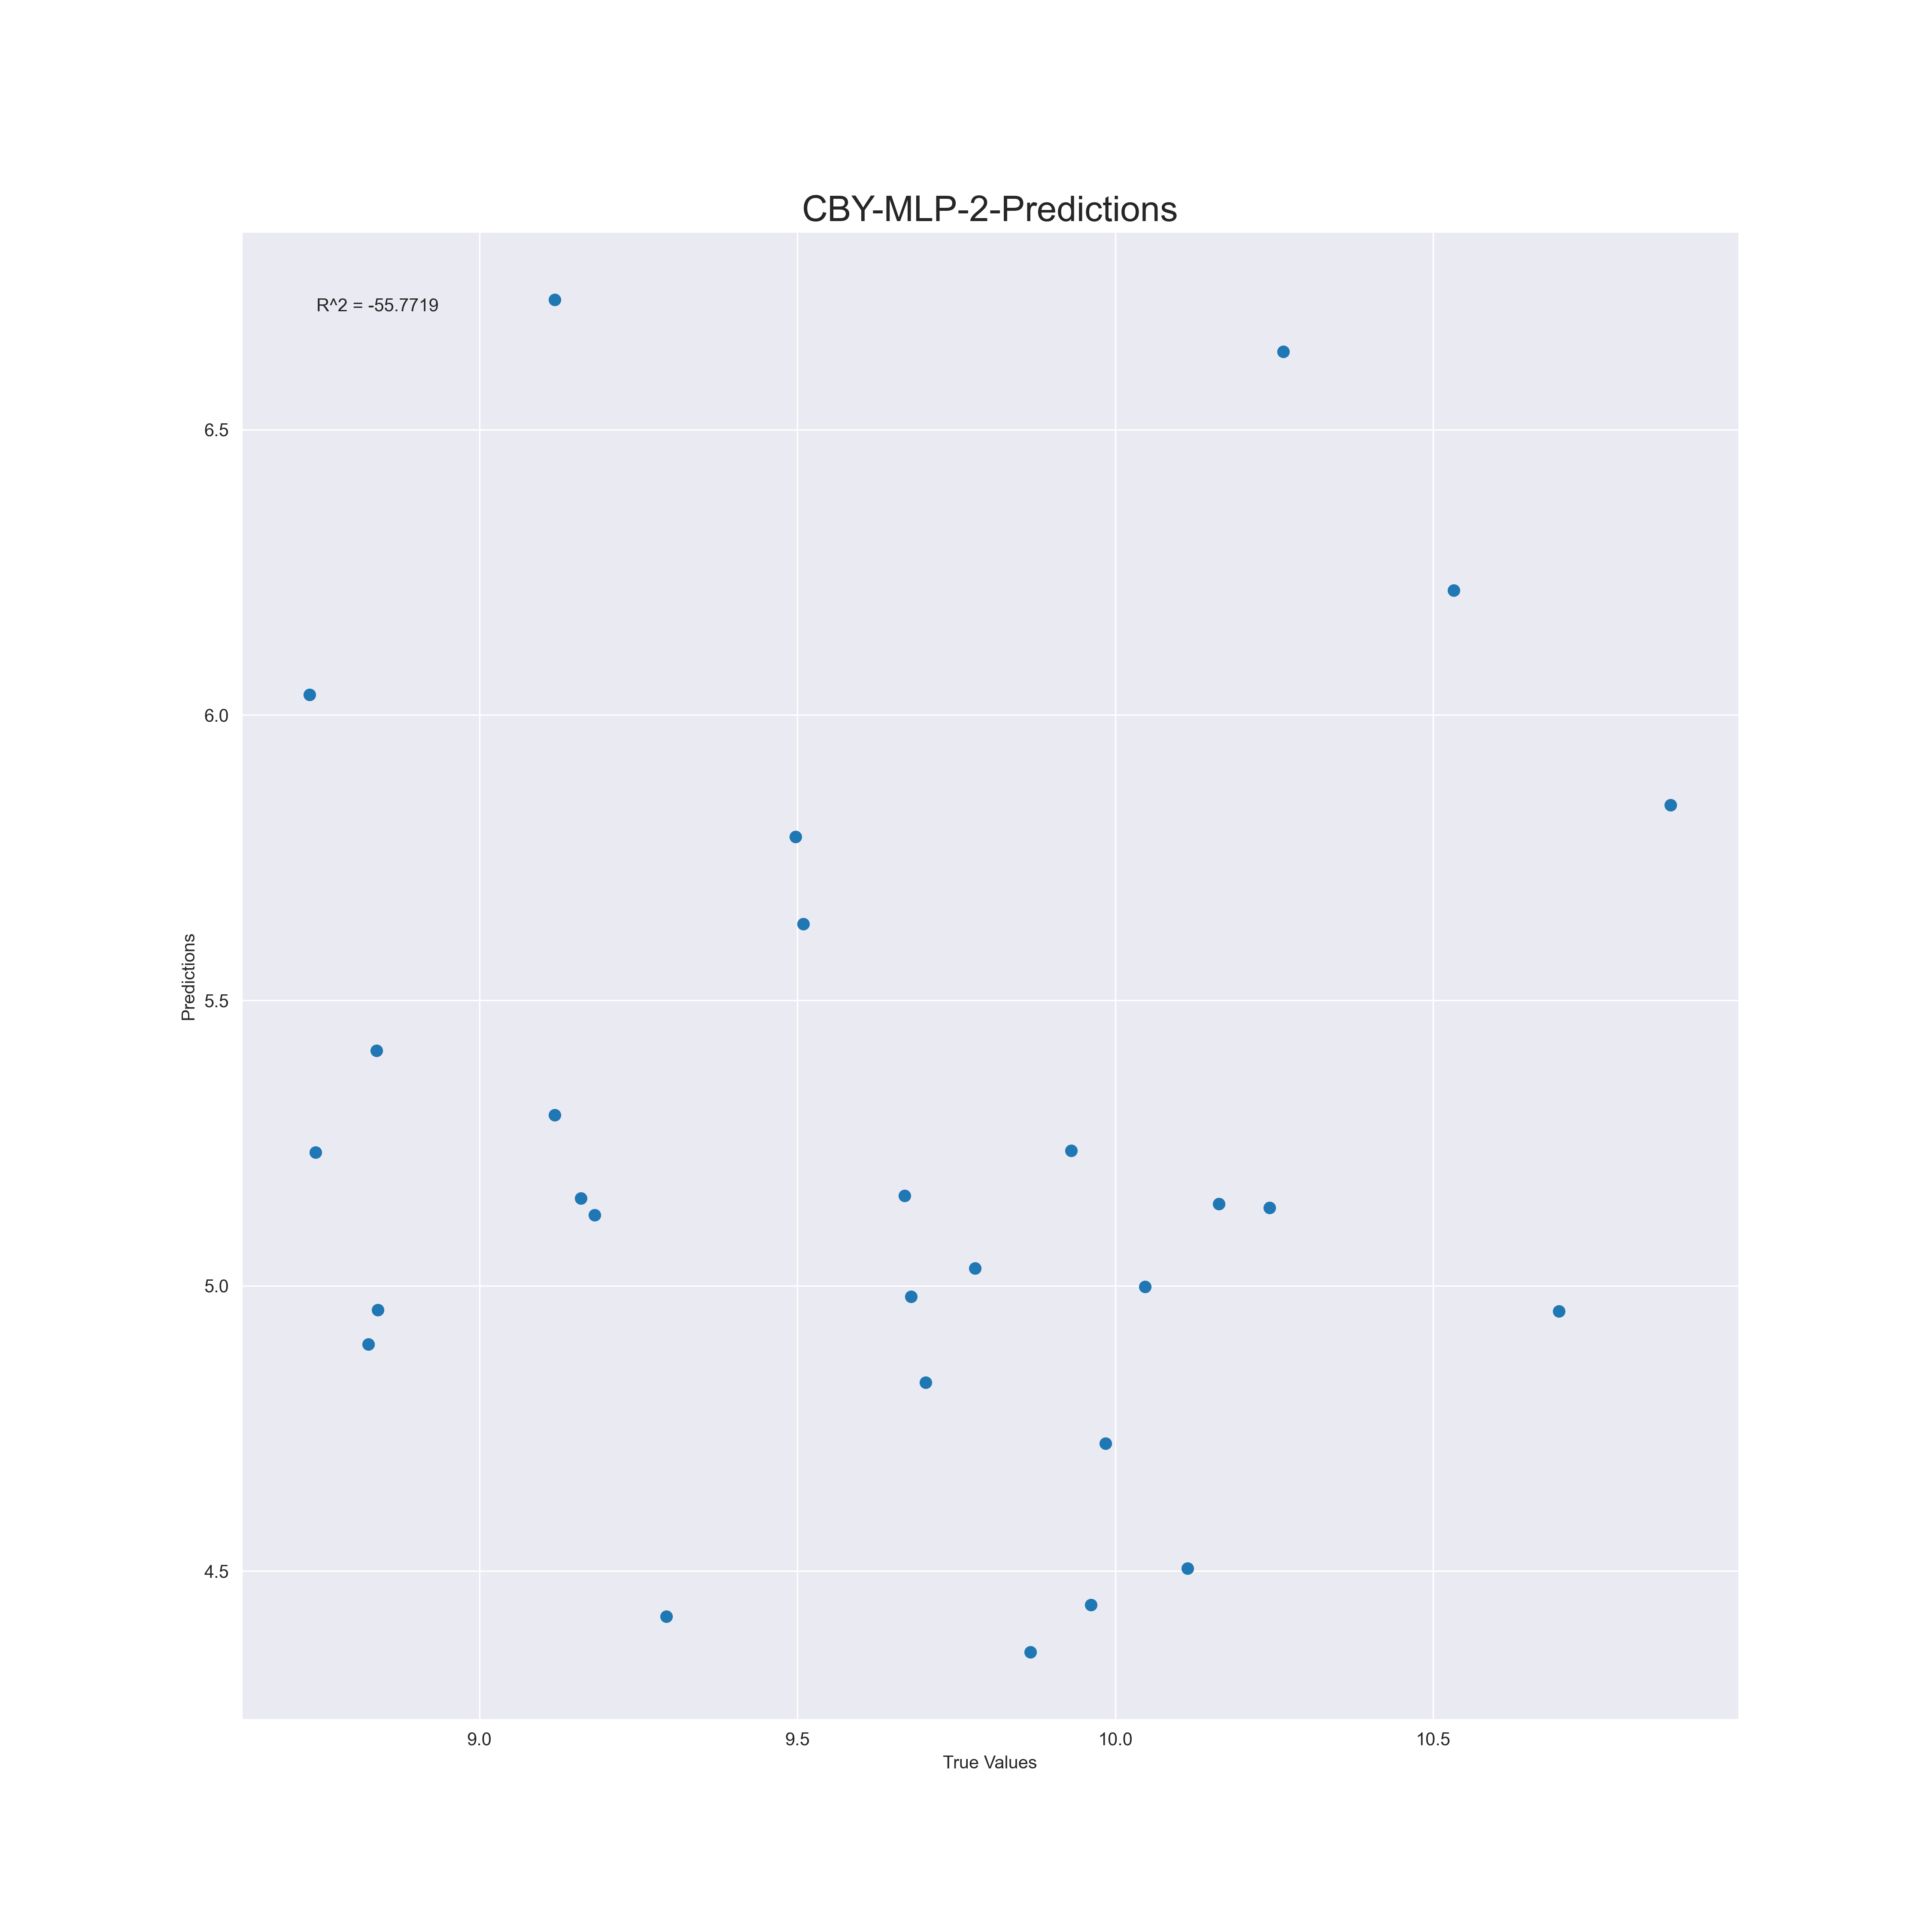 CBY-MLP-2-Predictions
R^2 = -55.7719
6.5
6.0
5.5
5.0
4.5
Predictions
9.0 9.5 10.0 10.5
True Values